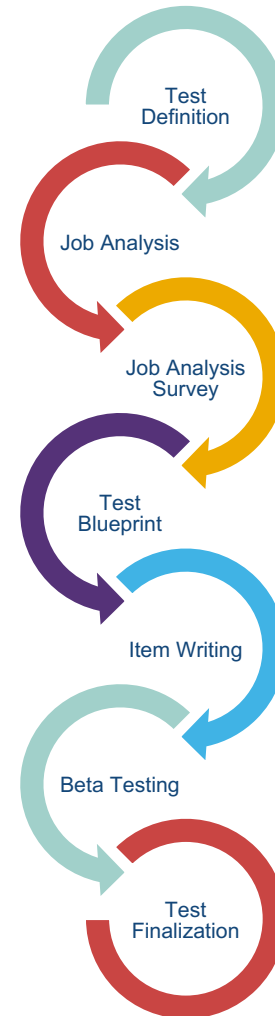 Test
Definition
Job Analysis
Job Analysis
Survey
Test
Blueprint
Item Writing
Beta Testing
Test
Finalization